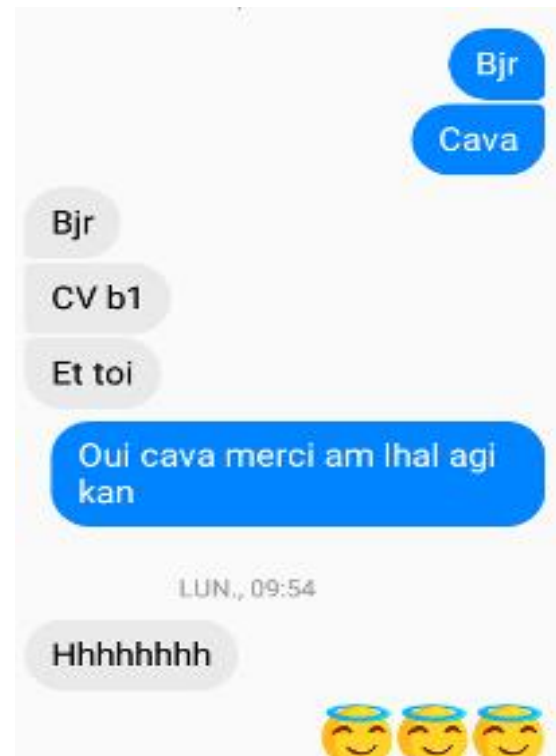 Bjr
Cava
Bjr
CV b1
Et toi
Oui cava merci am lhal agi
kan
LUN., 09:54
Hhhhhhhh
😇😇😇